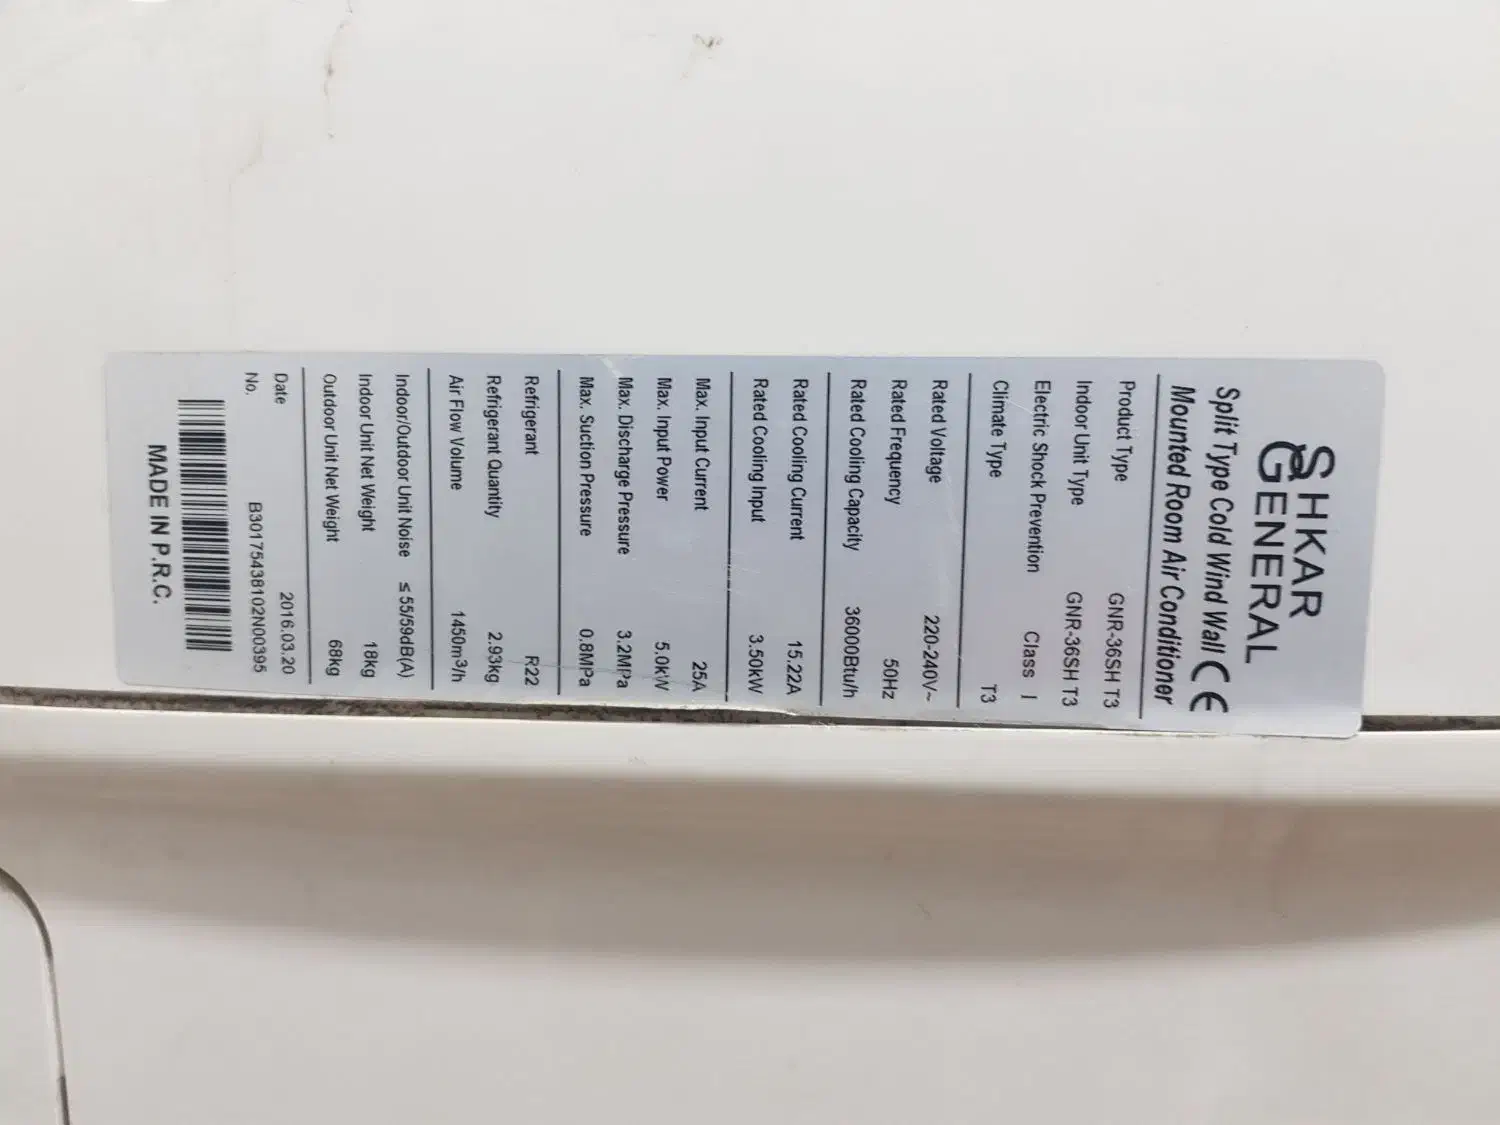 SHKAR
GENERAL
Split Type Cold Wind Wall CE
Mounted Room Air Conditioner
Product Type GNR-36SH T3
Indoor Unit Type GNR-36SH T3
Electric Shock Prevention Class I
Climate Type T3
Rated Voltage 220-240V~
Rated Frequency 50Hz
Rated Cooling Capacity 36000Btu/h
Rated Cooling Current 15.22A
Rated Cooling Input 3.50kW
Max. Input Current 25A
Max. Input Power 5.0kW
Max. Discharge Pressure 3.2MPa
Max. Suction Pressure 0.8MPa
Refrigerant R22
Refrigerant Quantity 2.93kg
Air Flow Volume 1450m³/h
Indoor/Outdoor Unit Noise ≤55/59dB(A)
Indoor Unit Net Weight 18kg
Outdoor Unit Net Weight 68kg
Date 2016.03.20
No. B30175438102N00395
MADE IN P.R.C.